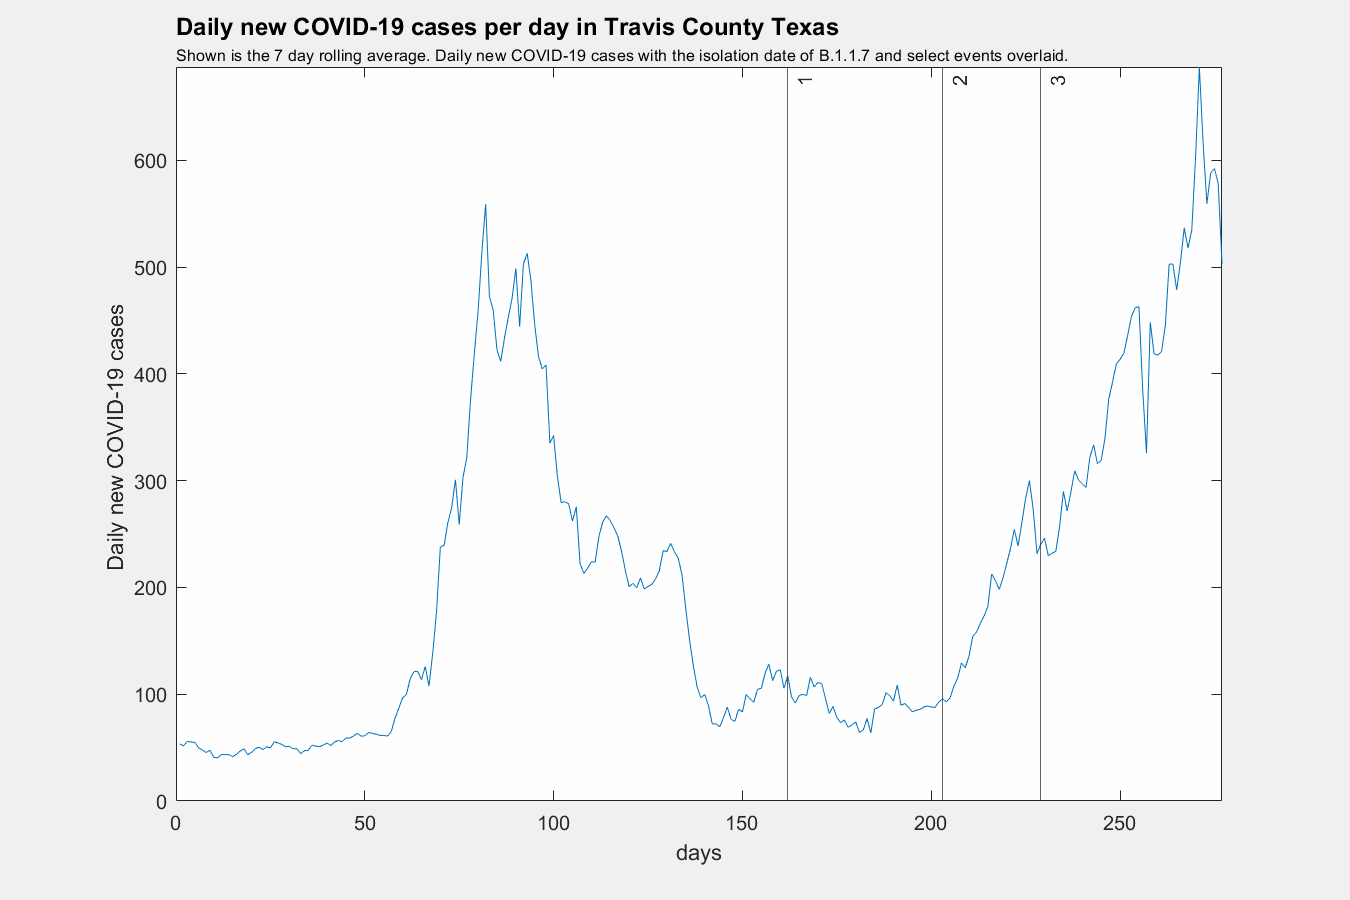 Daily new COVID-19 cases per day in Travis County Texas
Shown is the 7 day rolling average. Daily new COVID-19 cases with the isolation date of B.1.1.7 and select events overlaid.
1
2
3
600
500
400
300
200
100
0
Daily new COVID-19 cases
0 50 100 150 200 250
days